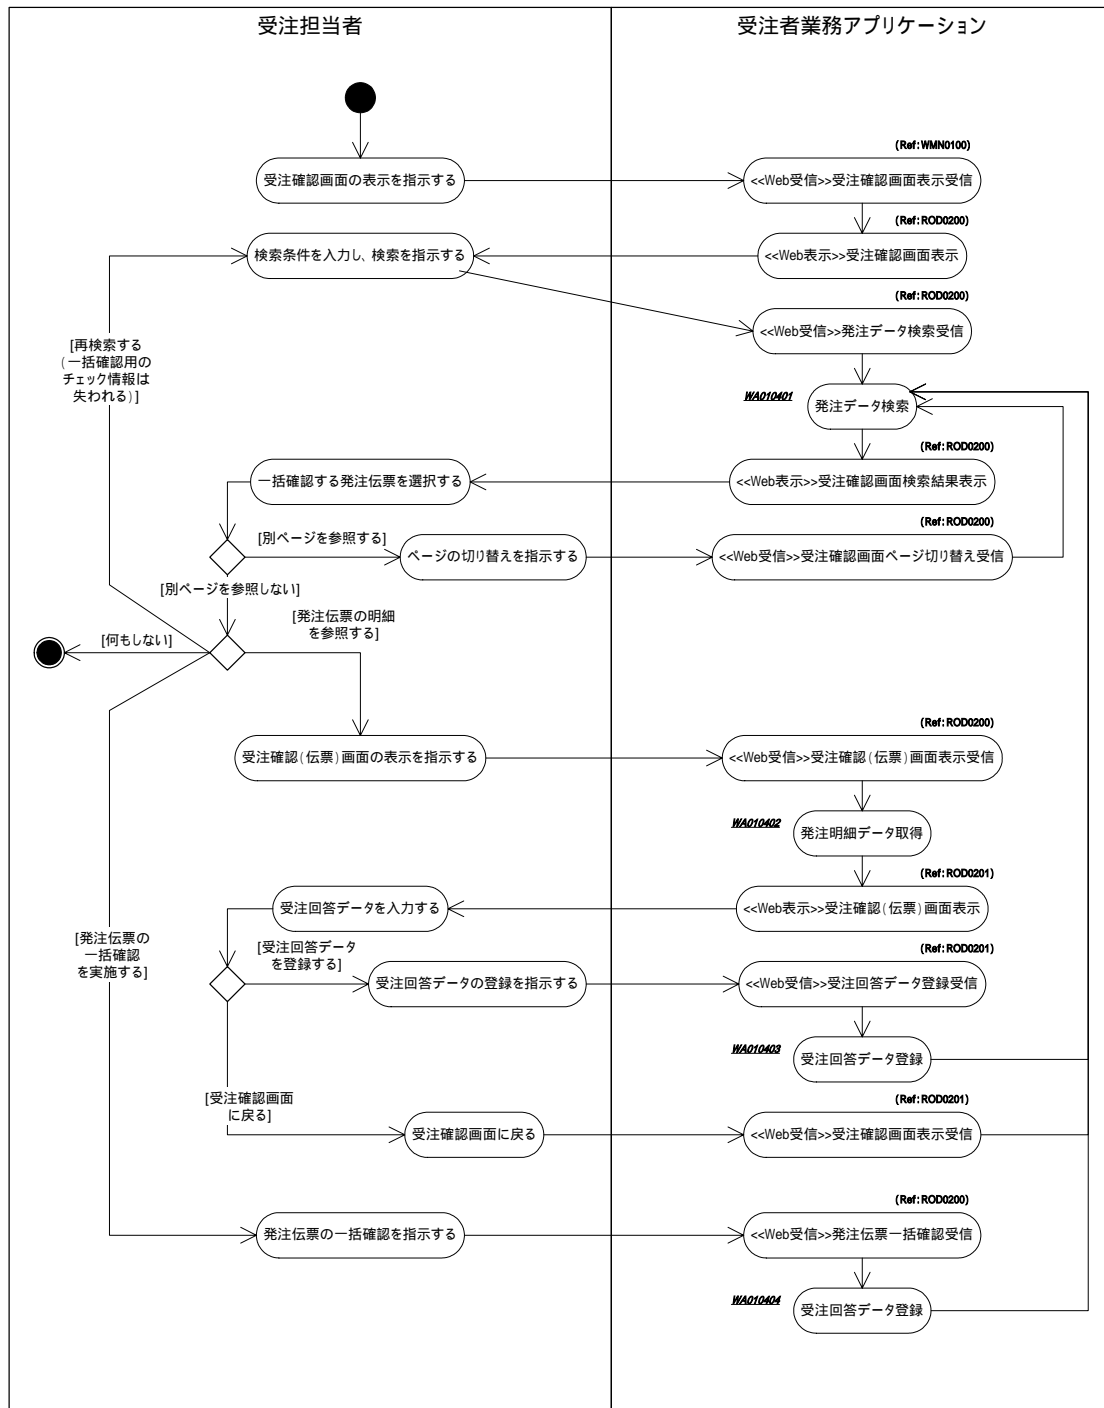 受注担当者
受注者業務アプリケーション
(Ref:WMN0100)
受注確認画面の表示を指示する
<<Web受信>>受注確認画面表示受信
(Ref:ROD0200)
検索条件を入力し、検索を指示する
<<Web表示>>受注確認画面表示
(Ref:ROD0200)
<<Web受信>>発注データ検索受信
[再検索する
(一括確認用の
チェック情報は
失われる)]
WA010401
発注データ検索
(Ref:ROD0200)
一括確認する発注伝票を選択する
<<Web表示>>受注確認画面検索結果表示
(Ref:ROD0200)
[別ページを参照する]
ページの切り替えを指示する
<<Web受信>>受注確認画面ページ切り替え受信
[別ページを参照しない]
[発注伝票の明細
を参照する]
[何もしない]
(Ref:ROD0200)
受注確認(伝票)画面の表示を指示する
<<Web受信>>受注確認(伝票)画面表示受信
WA010402
発注明細データ取得
(Ref:ROD0201)
受注回答データを入力する
<<Web表示>>受注確認(伝票)画面表示
[発注伝票の
一括確認
を実施する]
[受注回答データ
を登録する]
(Ref:ROD0201)
受注回答データの登録を指示する
<<Web受信>>受注回答データ登録受信
WA010403
受注回答データ登録
[受注確認画面
に戻る]
(Ref:ROD0201)
受注確認画面に戻る
<<Web受信>>受注確認画面表示受信
(Ref:ROD0200)
発注伝票の一括確認を指示する
<<Web受信>>発注伝票一括確認受信
WA010404
受注回答データ登録